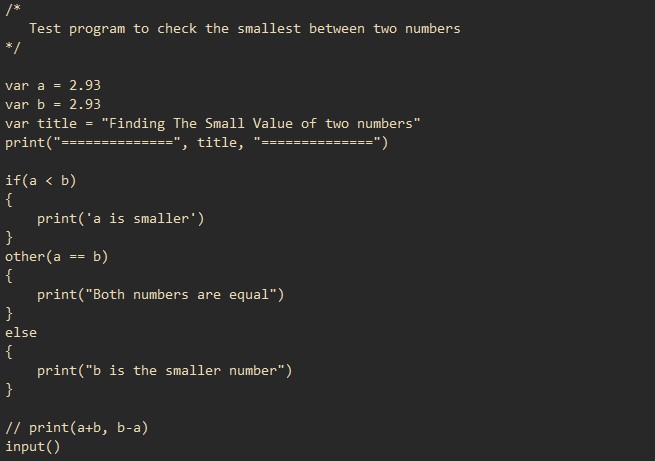 /*
   Test program to check the smallest between two numbers
*/

var a = 2.93
var b = 2.93
var title = "Finding The Small Value of two numbers"
print("==============", title, "==============")

if(a < b)
{
    print('a is smaller')
}
other(a == b)
{
    print("Both numbers are equal")
}
else
{
    print("b is the smaller number")
}

// print(a+b, b-a)
input()